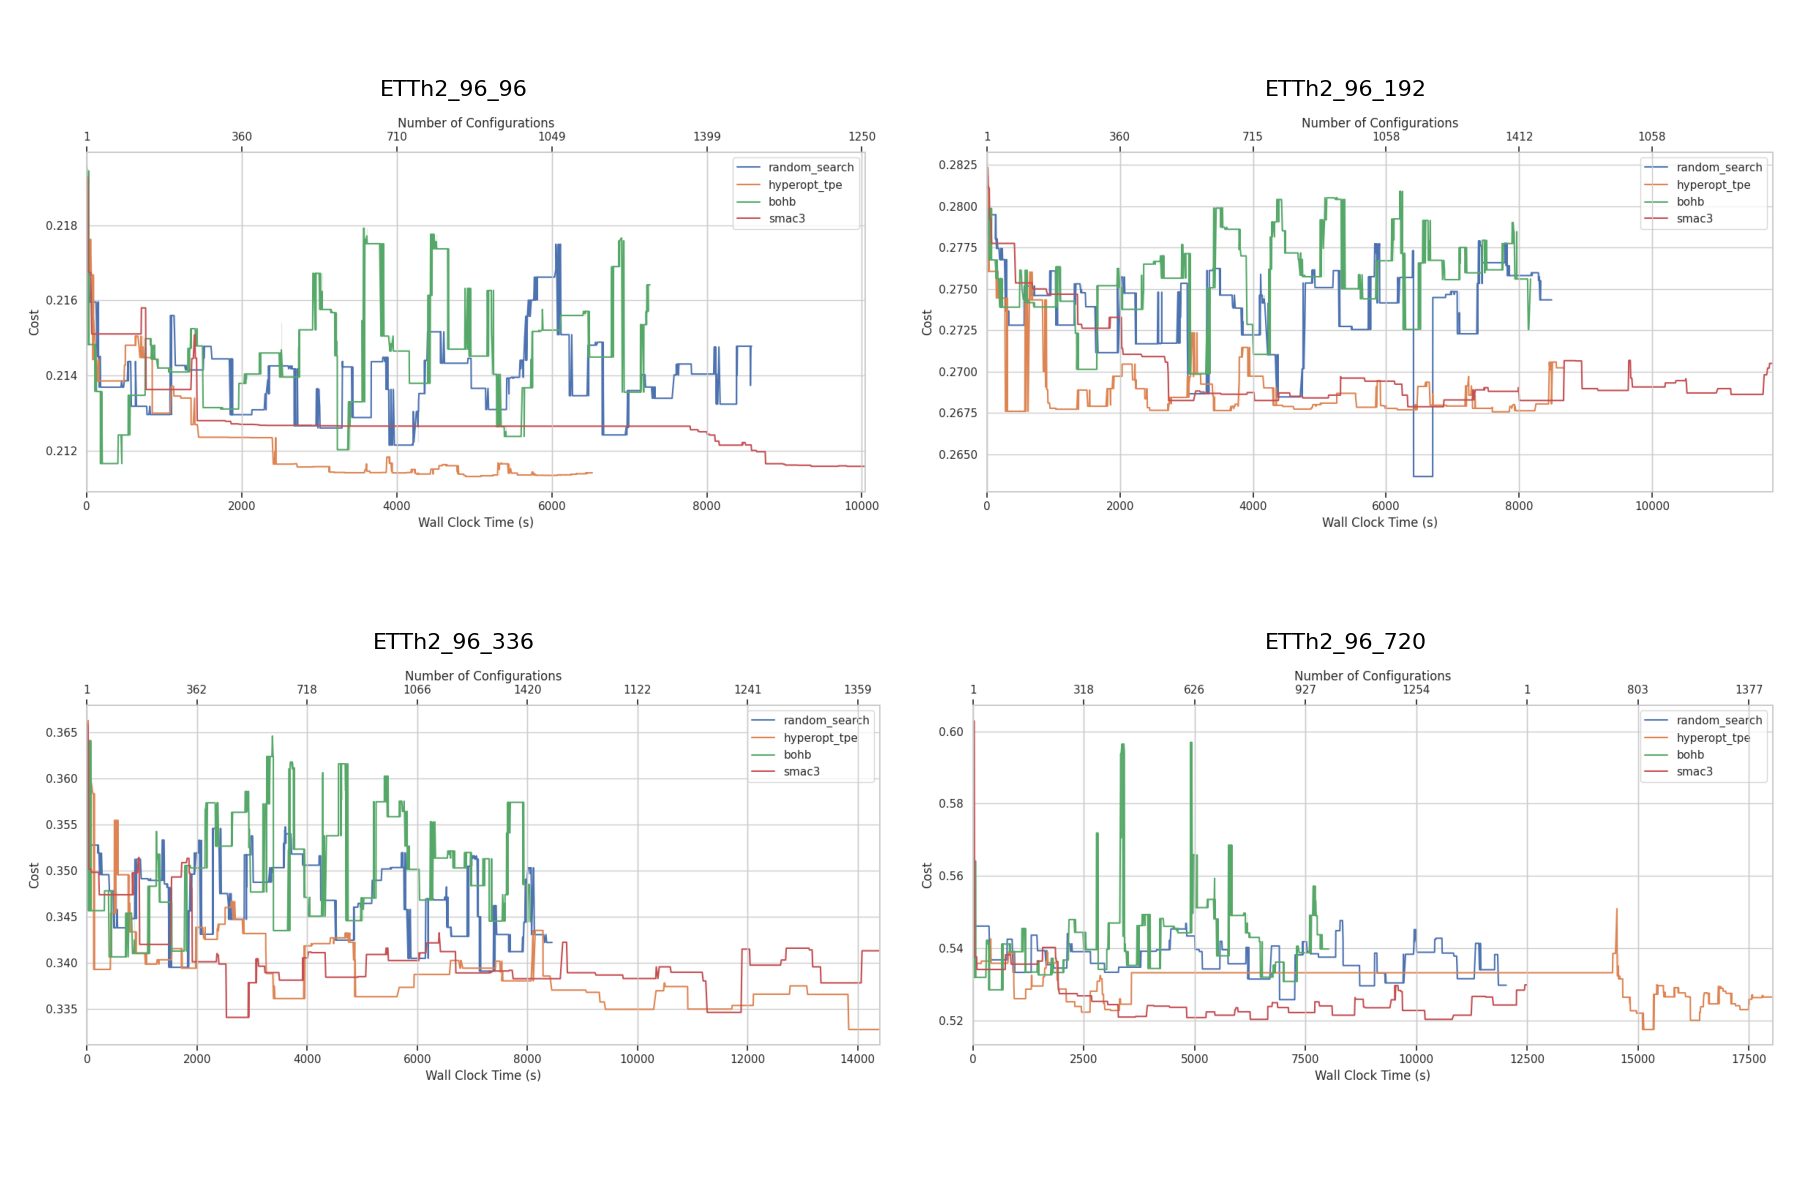 ETTh2_96_96
Number of Configurations
1 360 710 1049 1399 1250
random_search
hyperopt_tpe
bohb
smac3
0.218
0.216
0.214
0.212
Cost
0 2000 4000 6000 8000 10000
Wall Clock Time (s)
ETTh2_96_192
Number of Configurations
1 360 715 1058 1412 1058
random_search
hyperopt_tpe
bohb
smac3
0.2825
0.2800
0.2775
0.2750
0.2725
0.2700
0.2675
0.2650
Cost
0 2000 4000 6000 8000 10000
Wall Clock Time (s)
ETTh2_96_336
Number of Configurations
1 362 718 1066 1420 1122 1241 1359
random_search
hyperopt_tpe
bohb
smac3
0.365
0.360
0.355
0.350
0.345
0.340
0.335
Cost
0 2000 4000 6000 8000 10000 12000 14000
Wall Clock Time (s)
ETTh2_96_720
Number of Configurations
1 318 626 927 1254 1 803 1377
random_search
hyperopt_tpe
bohb
smac3
0.60
0.58
0.56
0.54
0.52
Cost
0 2500 5000 7500 10000 12500 15000 17500
Wall Clock Time (s)